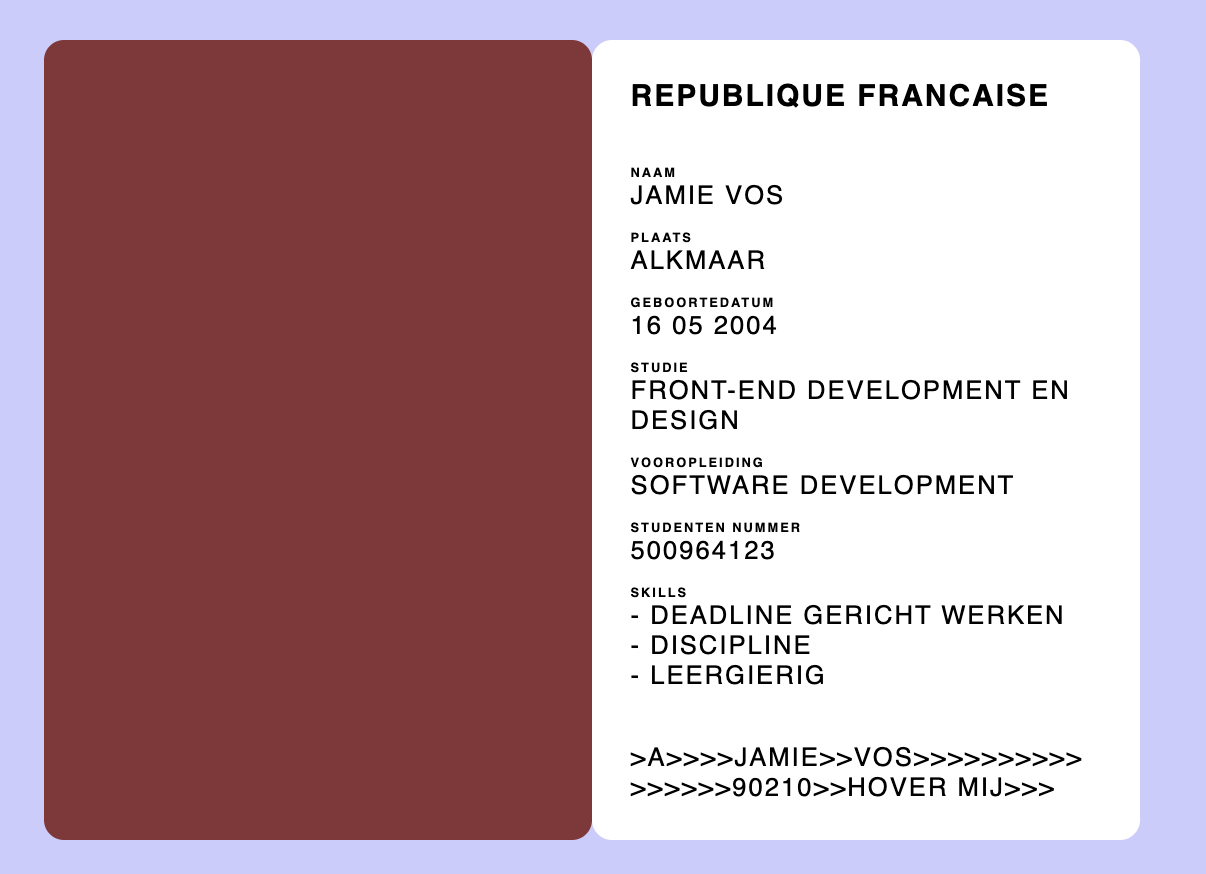 REPUBLIQUE FRANCAISE
NAAM
JAMIE VOS
PLAATS
ALKMAAR
GEBOORTEDATUM
16 05 2004
STUDIE
FRONT-END DEVELOPMENT EN
DESIGN
VOOROPLEIDING
SOFTWARE DEVELOPMENT
STUDENTEN NUMMER
500964123
SKILLS
- DEADLINE GERICHT WERKEN
- DISCIPLINE
- LEERGIERIG
>A>>>>JAMIE>>VOS>>>>>>>>>>
>>>>>>90210>>HOVER MIJ>>>